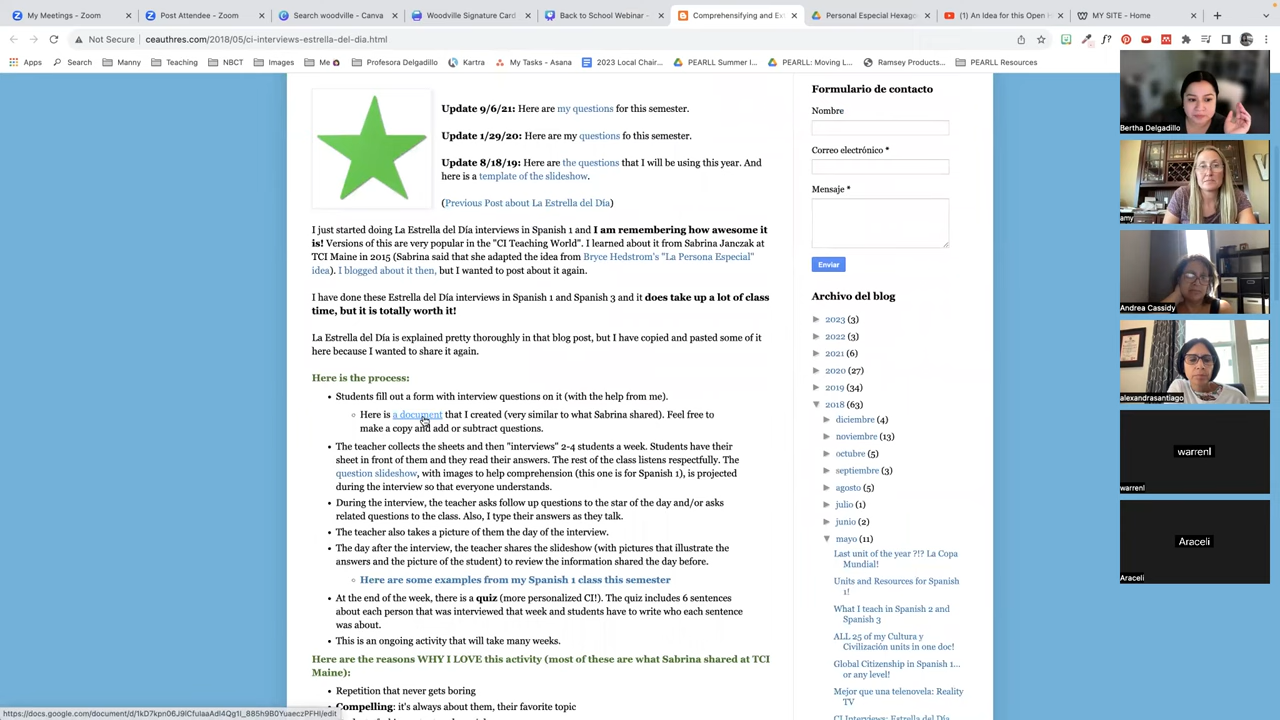 My Meetings - Zoom
Post Attendee - Zoom
Search woodville - Canva
Woodville Signature Card
Back to School Webinar -
Comprehensifying and Ex
Personal Especial Hexag
(1) An Idea for this Open H
MY SITE - Home
Not Secure | ceauthres.com/2018/05/ci-interviews-estrella-del-dia.html
Apps
Search
Manny
Teaching
NBCT
Images
Me
Profesora Delgadillo
Kartra
My Tasks - Asana
2023 Local Chair...
PEARLL Summer I...
PEARLL: Moving L...
Ramsey Products...
PEARLL Resources
Update 9/6/21: Here are my questions for this semester.
Update 1/29/20: Here are my questions fo this semester.
Update 8/18/19: Here are the questions that I will be using this year. And
here is a template of the slideshow.
(Previous Post about La Estrella del Día)
I just started doing La Estrella del Día interviews in Spanish 1 and I am remembering how awesome it
is! Versions of this are very popular in the "CI Teaching World". I learned about it from Sabrina Janczak at
TCI Maine in 2015 (Sabrina said that she adapted the idea from Bryce Hedstrom's "La Persona Especial"
idea). I blogged about it then, but I wanted to post about it again.
I have done these Estrella del Día interviews in Spanish 1 and Spanish 3 and it does take up a lot of class
time, but it is totally worth it!
La Estrella del Día is explained pretty thoroughly in that blog post, but I have copied and pasted some of it
here because I wanted to share it again.
Here is the process:
Students fill out a form with interview questions on it (with the help from me).
Here is a document that I created (very similar to what Sabrina shared). Feel free to
make a copy and add or subtract questions.
The teacher collects the sheets and then "interviews" 2-4 students a week. Students have their
sheet in front of them and they read their answers. The rest of the class listens respectfully. The
question slideshow, with images to help comprehension (this one is for Spanish 1), is projected
during the interview so that everyone understands.
During the interview, the teacher asks follow up questions to the star of the day and/or asks
related questions to the class. Also, I type their answers as they talk.
The teacher also takes a picture of them the day of the interview.
The day after the interview, the teacher shares the slideshow (with pictures that illustrate the
answers and the picture of the student) to review the information shared the day before.
Here are some examples from my Spanish 1 class this semester
At the end of the week, there is a quiz (more personalized CI!). The quiz includes 6 sentences
about each person that was interviewed that week and students have to write who each sentence
was about.
This is an ongoing activity that will take many weeks.
Here are the reasons WHY I LOVE this activity (most of these are what Sabrina shared at TCI
Maine):
Repetition that never gets boring
Compelling: it's always about them, their favorite topic
Formulario de contacto
Nombre
Correo electrónico *
Mensaje *
Enviar
Archivo del blog
► 2023 (3)
► 2022 (3)
► 2021 (6)
► 2020 (27)
► 2019 (34)
▼ 2018 (63)
► diciembre (4)
► noviembre (13)
► octubre (5)
► septiembre (3)
► agosto (5)
► julio (1)
► junio (2)
▼ mayo (11)
Last unit of the year ?!? La Copa
Mundial!
Units and Resources for Spanish
1!
What I teach in Spanish 2 and
Spanish 3
ALL 25 of my Cultura y
Civilización units in one doc!
Global Citizenship in Spanish 1...
or any level!
Mejor que una telenovela: Reality
TV
CI Interviews: Estrella del Día
Bertha Delgadillo
amy
Andrea Cassidy
alexandrasantiago
warrenl
warrenl
Araceli
Araceli